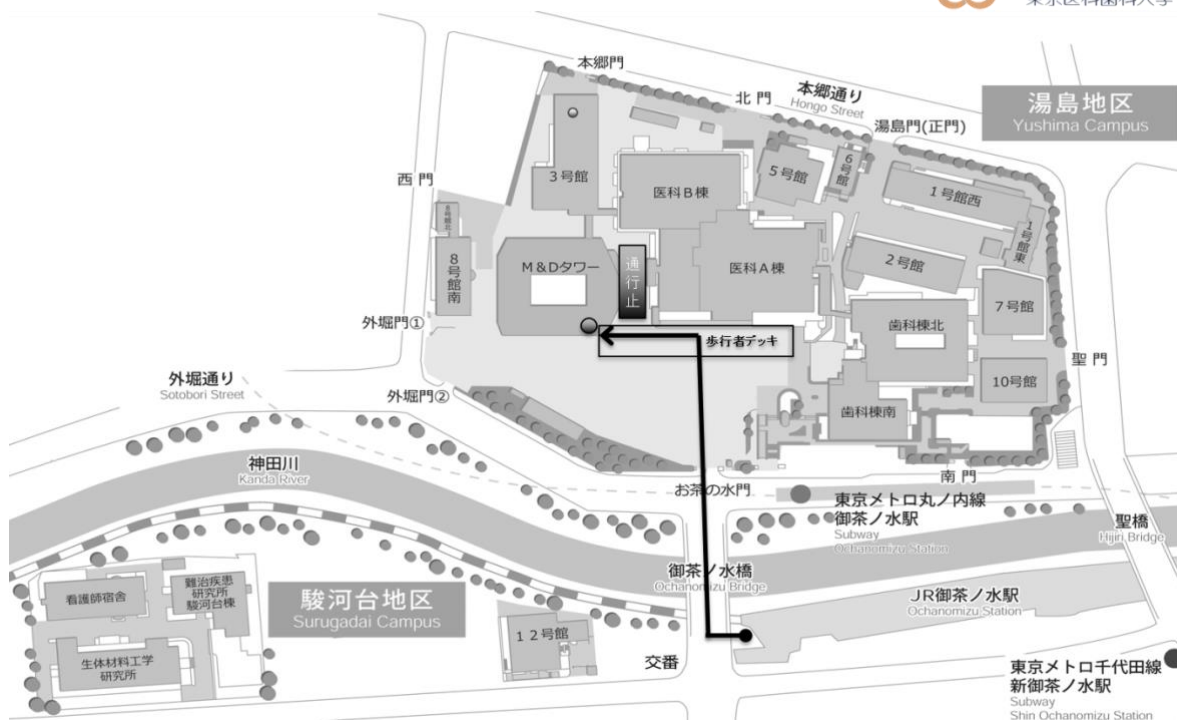 東京医科歯科大学
本郷門
本郷通り
Hongo Street
北門
湯島門(正門)
湯島地区
Yushima Campus
西門
3号館
医科B棟
5号館
6号館
1号館西
1号館東
8号館南
M&Dタワー
通行止
医科A棟
2号館
7号館
外堀門①
歩行者デッキ
歯科棟北
聖門
10号館
外堀通り
Sotobori Street
外堀門②
歯科棟南
神田川
Kanda River
お茶の水門
南門
東京メトロ丸ノ内線
御茶ノ水駅
Subway
Ochanomizu Station
聖橋
Hijiri Bridge
御茶ノ水橋
Ochanomizu Bridge
看護師宿舎
難治疾患
研究所
駿河台棟
駿河台地区
Surugadai Campus
JR御茶ノ水駅
Ochanomizu Station
12号館
生体材料工学
研究所
交番
東京メトロ千代田線
新御茶ノ水駅
Subway
Shin Ochanomizu Station